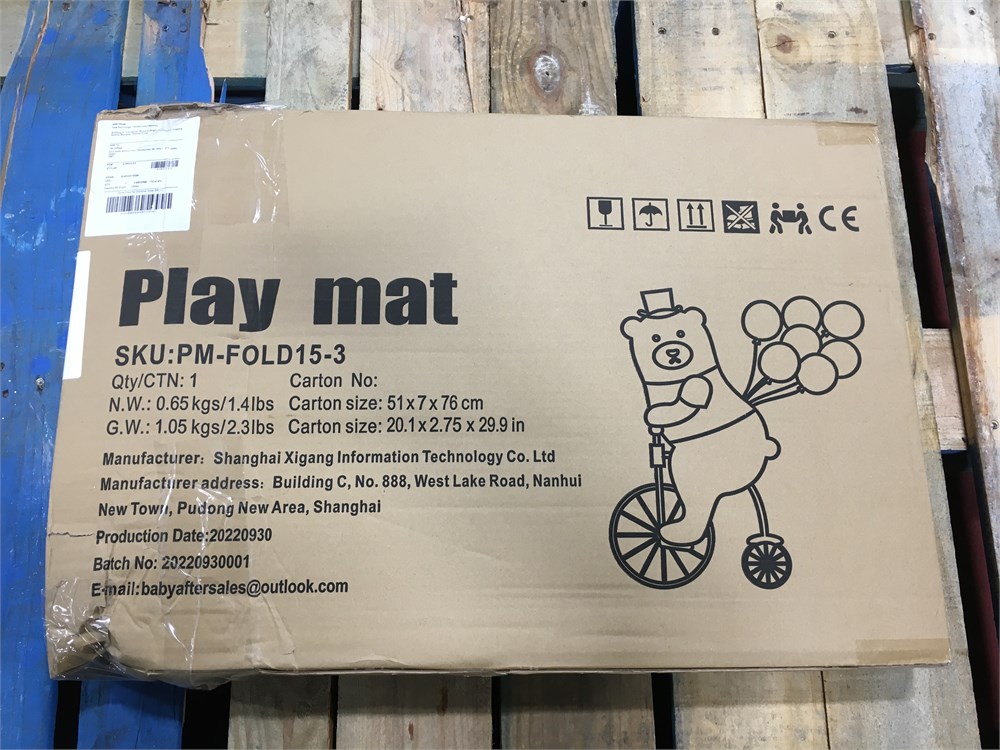 Play mat
SKU:PM-FOLD15-3
Qty/CTN: 1 Carton No:
N.W.: 0.65 kgs/1.4lbs Carton size: 51 x 7 x 76 cm
G.W.: 1.05 kgs/2.3lbs Carton size: 20.1 x 2.75 x 29.9 in
Manufacturer: Shanghai Xigang Information Technology Co. Ltd
Manufacturer address: Building C, No. 888, West Lake Road, Nanhui
New Town, Pudong New Area, Shanghai
Production Date:20220930
Batch No: 20220930001
E-mail:babyaftersales@outlook.com
CE